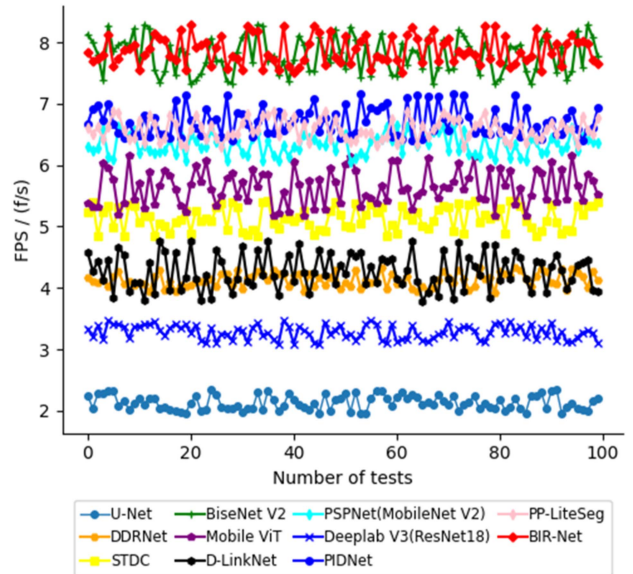 8
7
6
5
4
3
2
FPS / (f/s)
0 20 40 60 80 100
Number of tests
U-Net BiseNet V2 PSPNet(MobileNet V2) PP-LiteSeg
DDRNet Mobile ViT Deeplab V3(ResNet18) BIR-Net
STDC D-LinkNet PIDNet